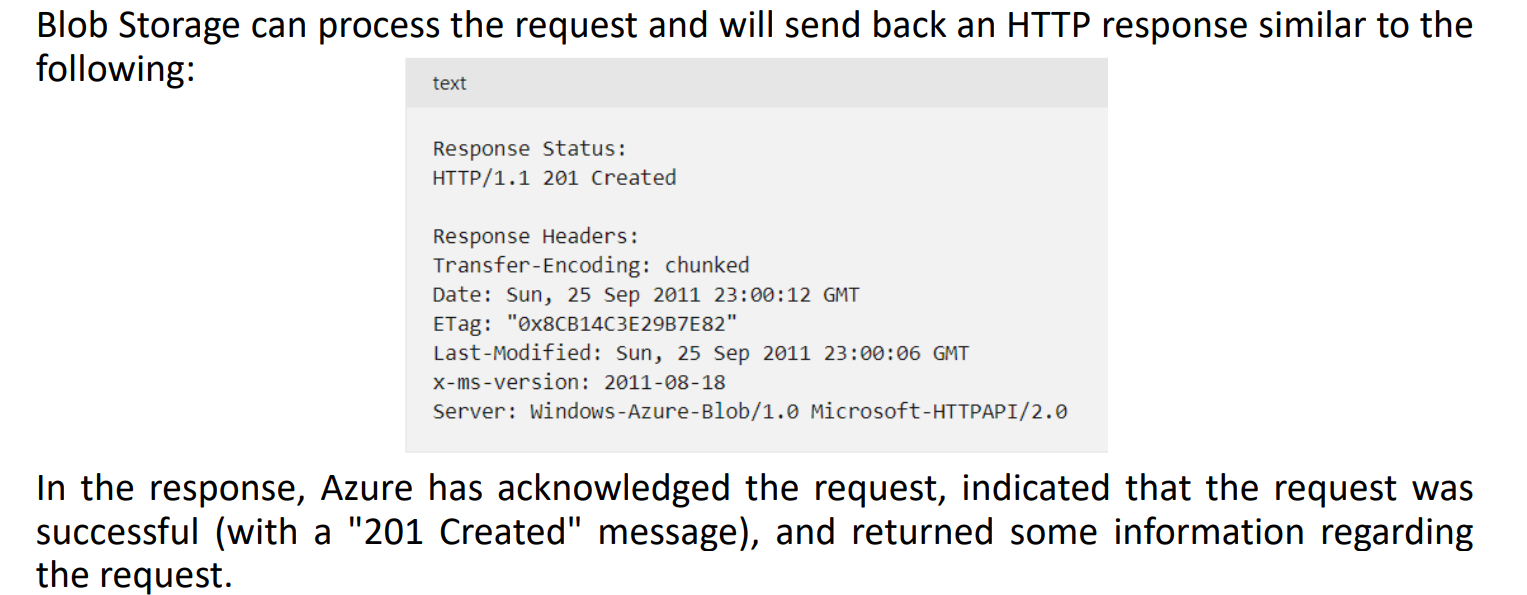 Blob Storage can process the request and will send back an HTTP response similar to the
following:
text
Response Status:
HTTP/1.1 201 Created
Response Headers:
Transfer-Encoding: chunked
Date: Sun, 25 Sep 2011 23:00:12 GMT
ETag: "0x8CB14C3E29B7E82"
Last-Modified: Sun, 25 Sep 2011 23:00:06 GMT
x-ms-version: 2011-08-18
Server: Windows-Azure-Blob/1.0 Microsoft-HTTPAPI/2.0
In the response, Azure has acknowledged the request, indicated that the request was
successful (with a "201 Created" message), and returned some information regarding
the request.